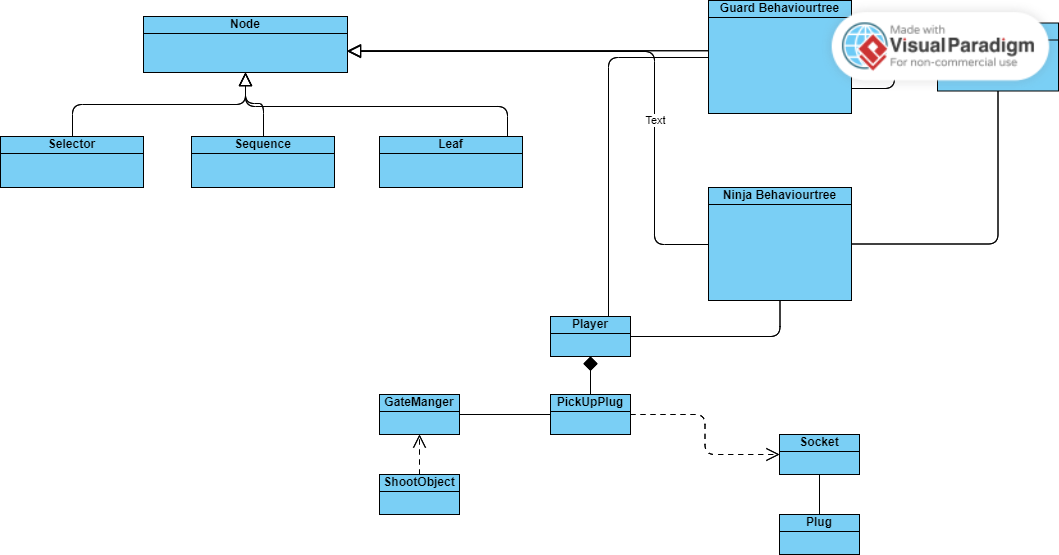 Guard Behaviourtree
Made with
Visual Paradigm
For non-commercial use
Node
Text
Selector
Sequence
Leaf
Ninja Behaviourtree
Player
GateManger
PickUpPlug
Socket
ShootObject
Plug